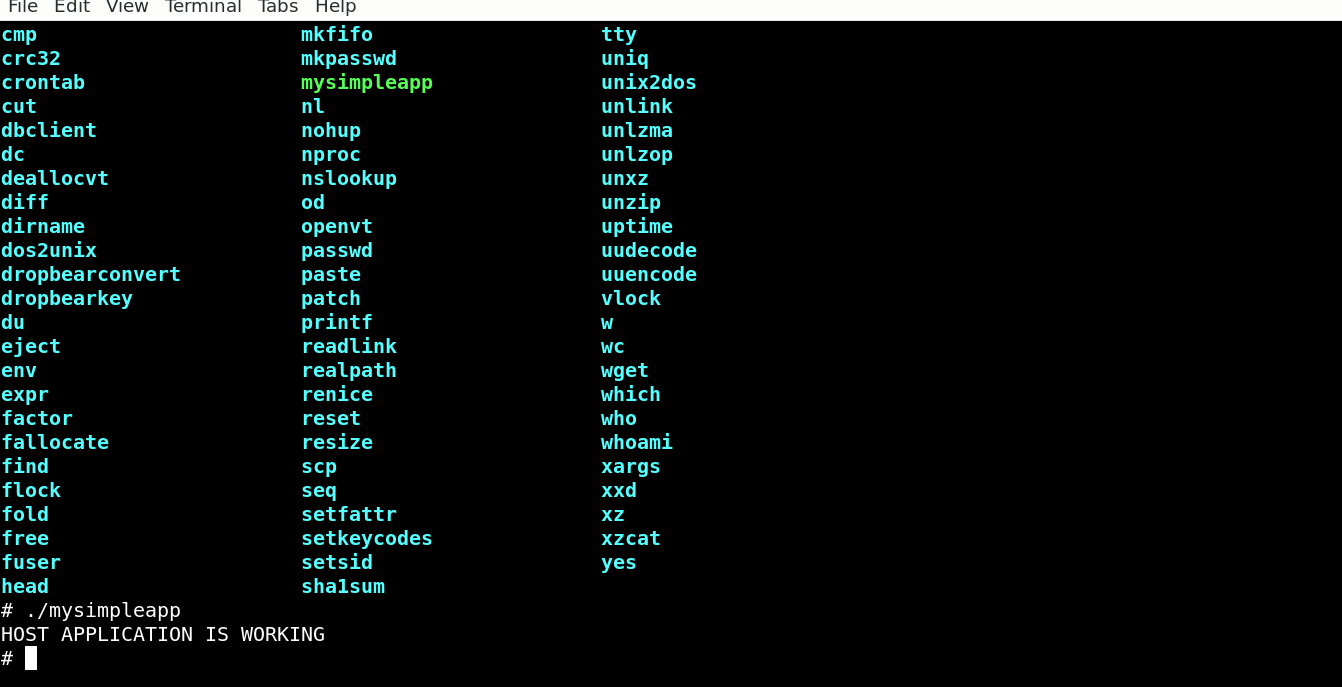 File Edit View Terminal Tabs Help
cmp mkfifo tty
crc32 mkpasswd uniq
crontab mysimpleapp unix2dos
cut nl unlink
dbclient nohup unlzma
dc nproc unlzop
deallocvt nslookup unxz
diff od unzip
dirname openvt uptime
dos2unix passwd uudecode
dropbearconvert paste uuencode
dropbearkey patch vlock
du printf w
eject readlink wc
env realpath wget
expr renice which
factor reset who
fallocate resize whoami
find scp xargs
flock seq xxd
fold setfattr xz
free setkeycodes xzcat
fuser setsid yes
head sha1sum
# ./mysimpleapp
HOST APPLICATION IS WORKING
#